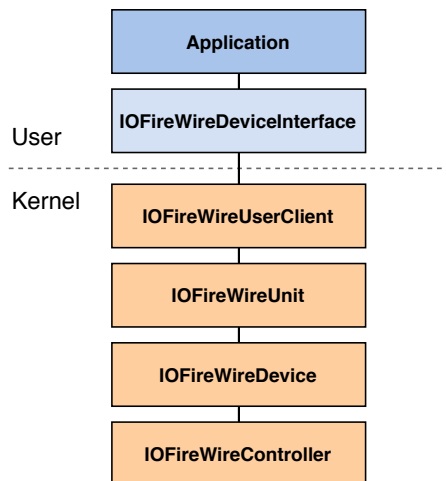 Application
IOFireWireDeviceInterface
User
Kernel
IOFireWireUserClient
IOFireWireUnit
IOFireWireDevice
IOFireWireController